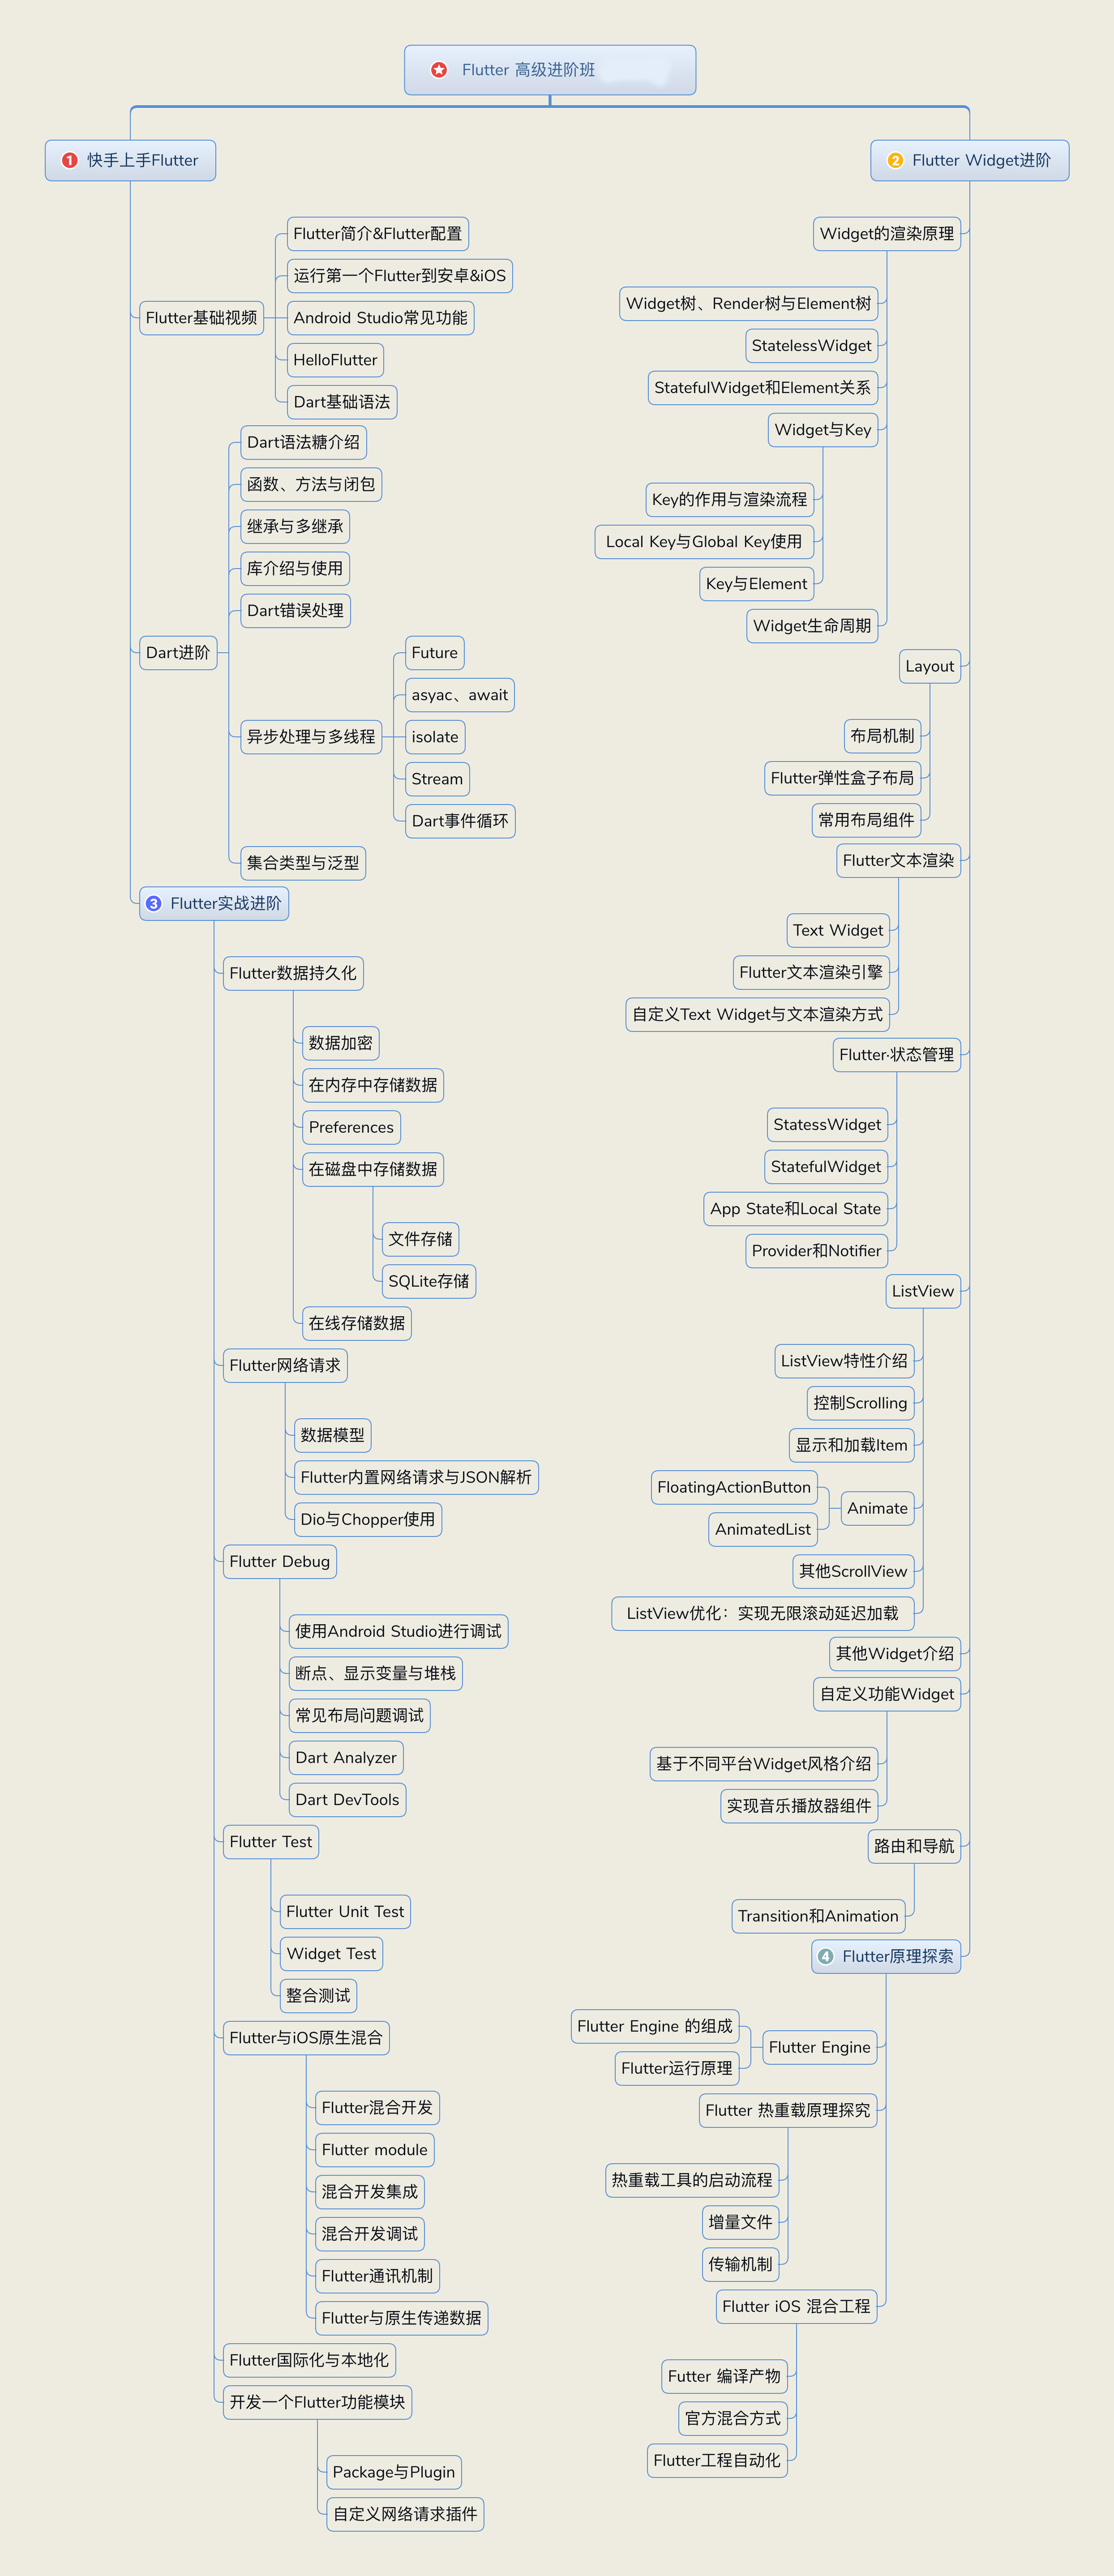 Flutter 高级进阶班
1 快手上手Flutter
Flutter基础视频
Flutter简介&Flutter配置
运行第一个Flutter到安卓&iOS
Android Studio常见功能
HelloFlutter
Dart基础语法
Dart进阶
Dart语法糖介绍
函数、方法与闭包
继承与多继承
库介绍与使用
Dart错误处理
异步处理与多线程
Future
asyac、await
isolate
Stream
Dart事件循环
集合类型与泛型
3 Flutter实战进阶
Flutter数据持久化
数据加密
在内存中存储数据
Preferences
在磁盘中存储数据
文件存储
SQLite存储
在线存储数据
Flutter网络请求
数据模型
Flutter内置网络请求与JSON解析
Dio与Chopper使用
Flutter Debug
使用Android Studio进行调试
断点、显示变量与堆栈
常见布局问题调试
Dart Analyzer
Dart DevTools
Flutter Test
Flutter Unit Test
Widget Test
整合测试
Flutter与iOS原生混合
Flutter混合开发
Flutter module
混合开发集成
混合开发调试
Flutter通讯机制
Flutter与原生传递数据
Flutter国际化与本地化
开发一个Flutter功能模块
Package与Plugin
自定义网络请求插件
2 Flutter Widget进阶
Widget的渲染原理
Widget树、Render树与Element树
StatelessWidget
StatefulWidget和Element关系
Widget与Key
Key的作用与渲染流程
Local Key与Global Key使用
Key与Element
Widget生命周期
Layout
布局机制
Flutter弹性盒子布局
常用布局组件
Flutter文本渲染
Text Widget
Flutter文本渲染引擎
自定义Text Widget与文本渲染方式
Flutter·状态管理
StatessWidget
StatefulWidget
App State和Local State
Provider和Notifier
ListView
ListView特性介绍
控制Scrolling
显示和加载Item
Animate
FloatingActionButton
AnimatedList
其他ScrollView
ListView优化：实现无限滚动延迟加载
其他Widget介绍
自定义功能Widget
基于不同平台Widget风格介绍
实现音乐播放器组件
路由和导航
Transition和Animation
4 Flutter原理探索
Flutter Engine
Flutter Engine 的组成
Flutter运行原理
Flutter 热重载原理探究
热重载工具的启动流程
增量文件
传输机制
Flutter iOS 混合工程
Futter 编译产物
官方混合方式
Flutter工程自动化